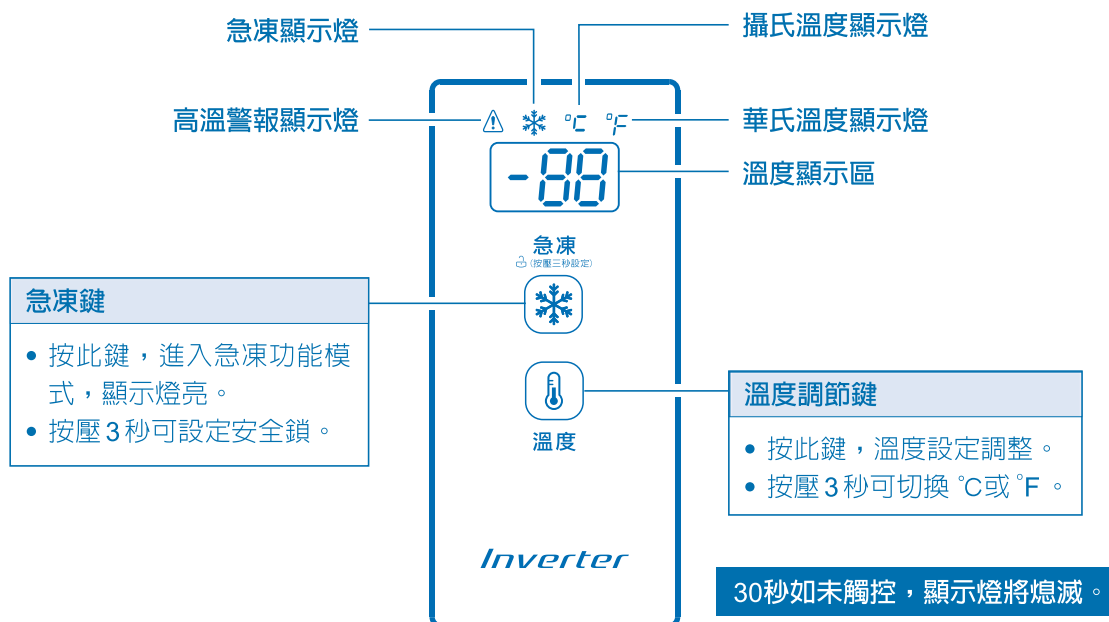 急凍顯示燈
攝氏溫度顯示燈
高溫警報顯示燈
°C °F
華氏溫度顯示燈
-88
溫度顯示區
急凍
(按壓三秒設定)
急凍鍵
• 按此鍵，進入急凍功能模
式，顯示燈亮。
• 按壓3秒可設定安全鎖。
溫度
溫度調節鍵
• 按此鍵，溫度設定調整。
• 按壓3秒可切換 °C或°F 。
Inverter
30秒如未觸控，顯示燈將熄滅。